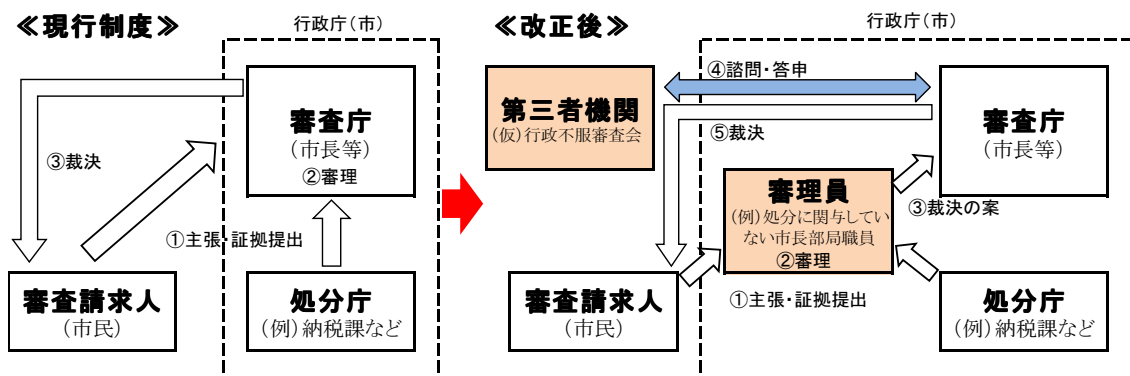 ≪現行制度≫
行政庁(市)
審査庁
(市長等)
②審理
③裁決
①主張・証拠提出
審査請求人
(市民)
処分庁
(例)納税課など
≪改正後≫
行政庁(市)
第三者機関
(仮)行政不服審査会
④諮問・答申
⑤裁決
審査庁
(市長等)
審理員
(例)処分に関与してい
ない市長部局職員
②審理
③裁決の案
①主張・証拠提出
審査請求人
(市民)
処分庁
(例)納税課など